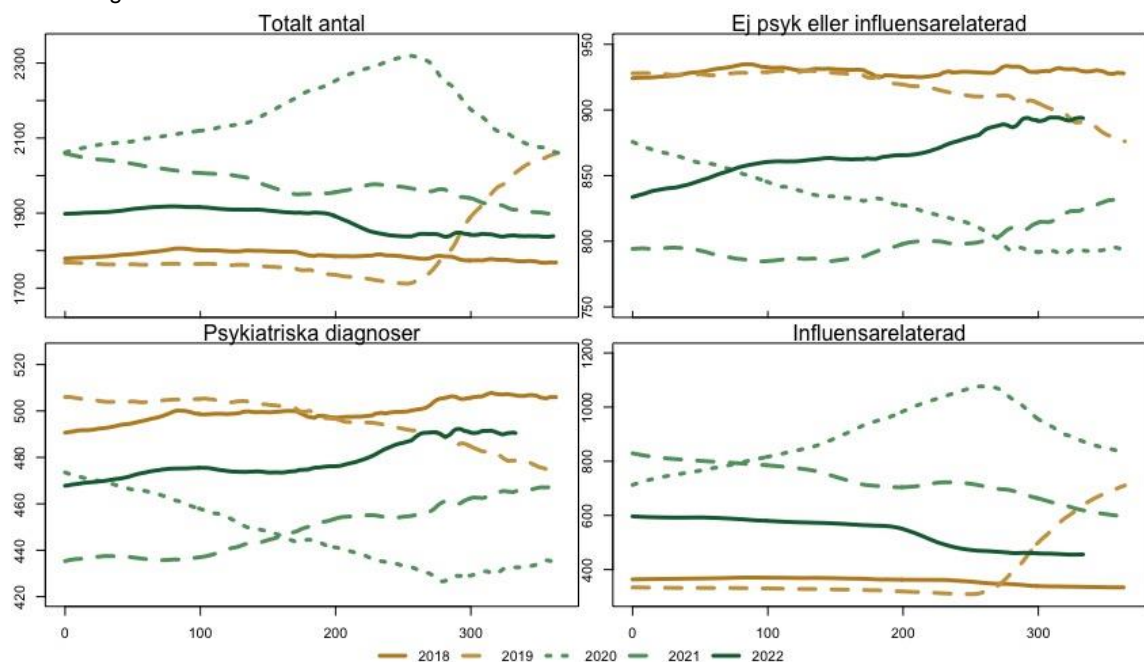 Totalt antal
Ej psyk eller influensarelaterad
2300
2100
1900
1700
950
900
850
800
750
Psykiatriska diagnoser
Influensarelaterad
520
500
480
460
440
420
1200
1000
800
600
400
0 100 200 300
0 100 200 300
2018 2019 2020 2021 2022